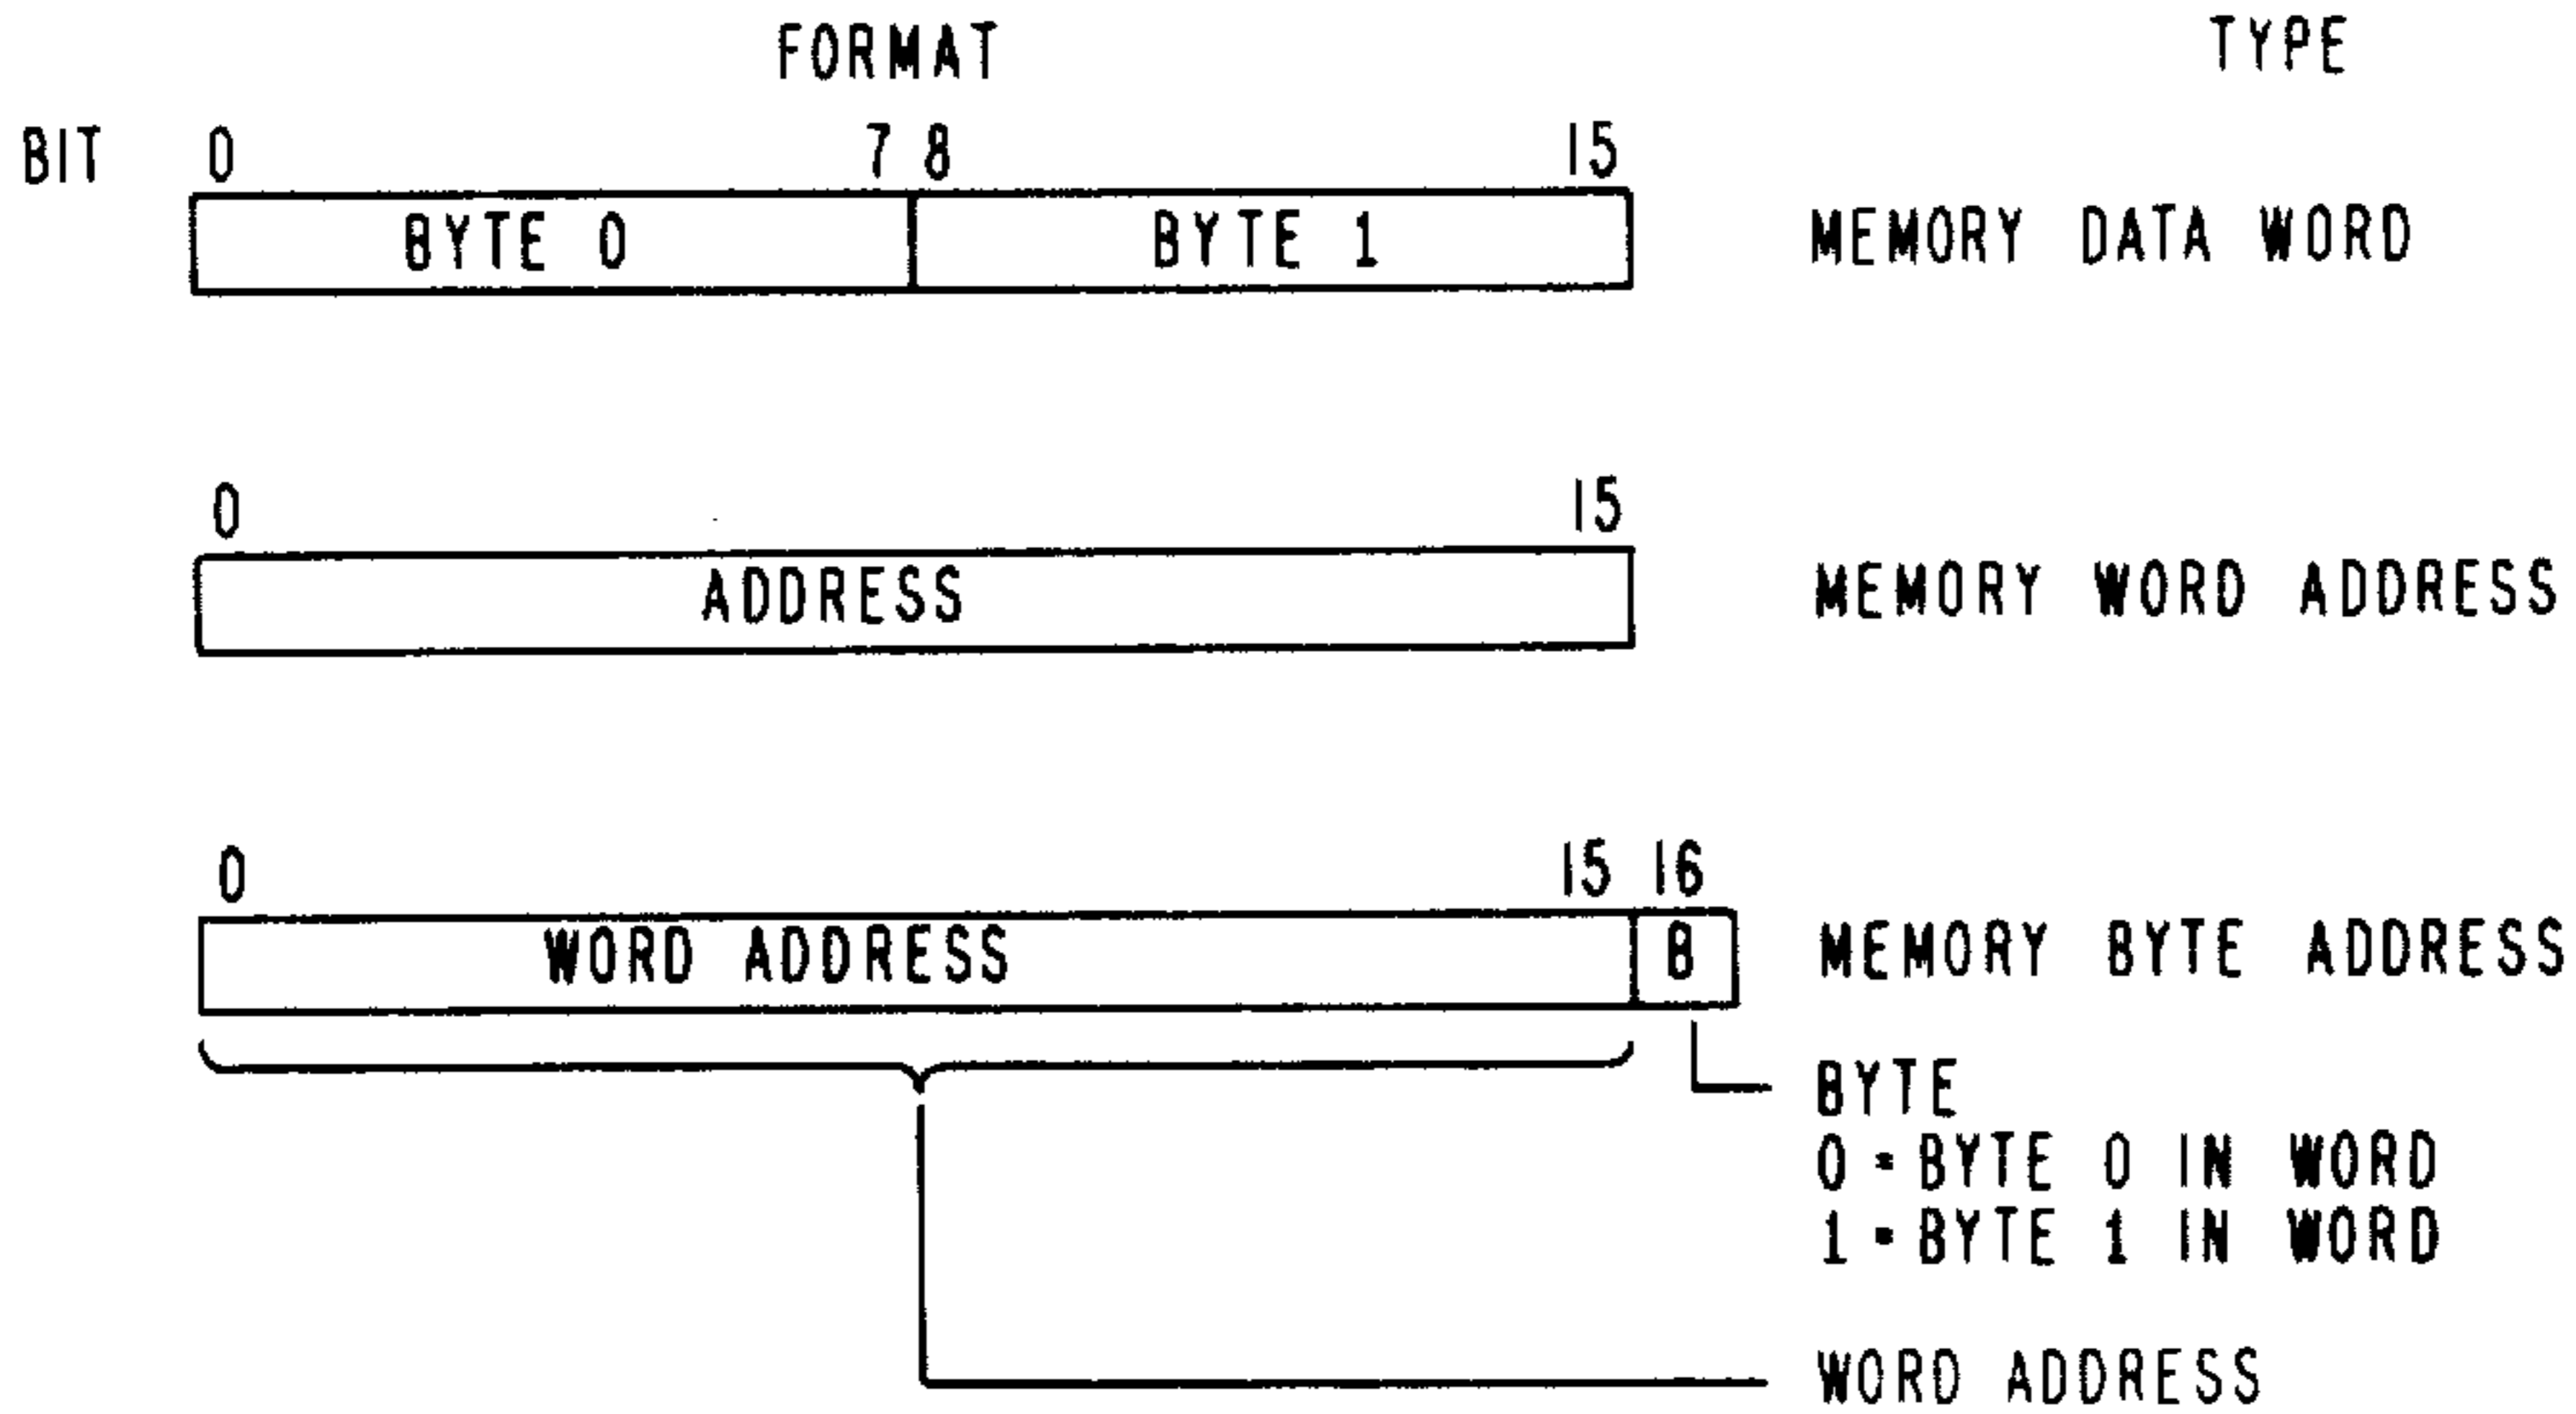 FORMAT TYPE
BIT 0 7 8 15
BYTE 0 BYTE 1 MEMORY DATA WORD
0 15
ADDRESS MEMORY WORD ADDRESS
0 15 16
WORD ADDRESS B MEMORY BYTE ADDRESS
BYTE
0 = BYTE 0 IN WORD
1 = BYTE 1 IN WORD
WORD ADDRESS